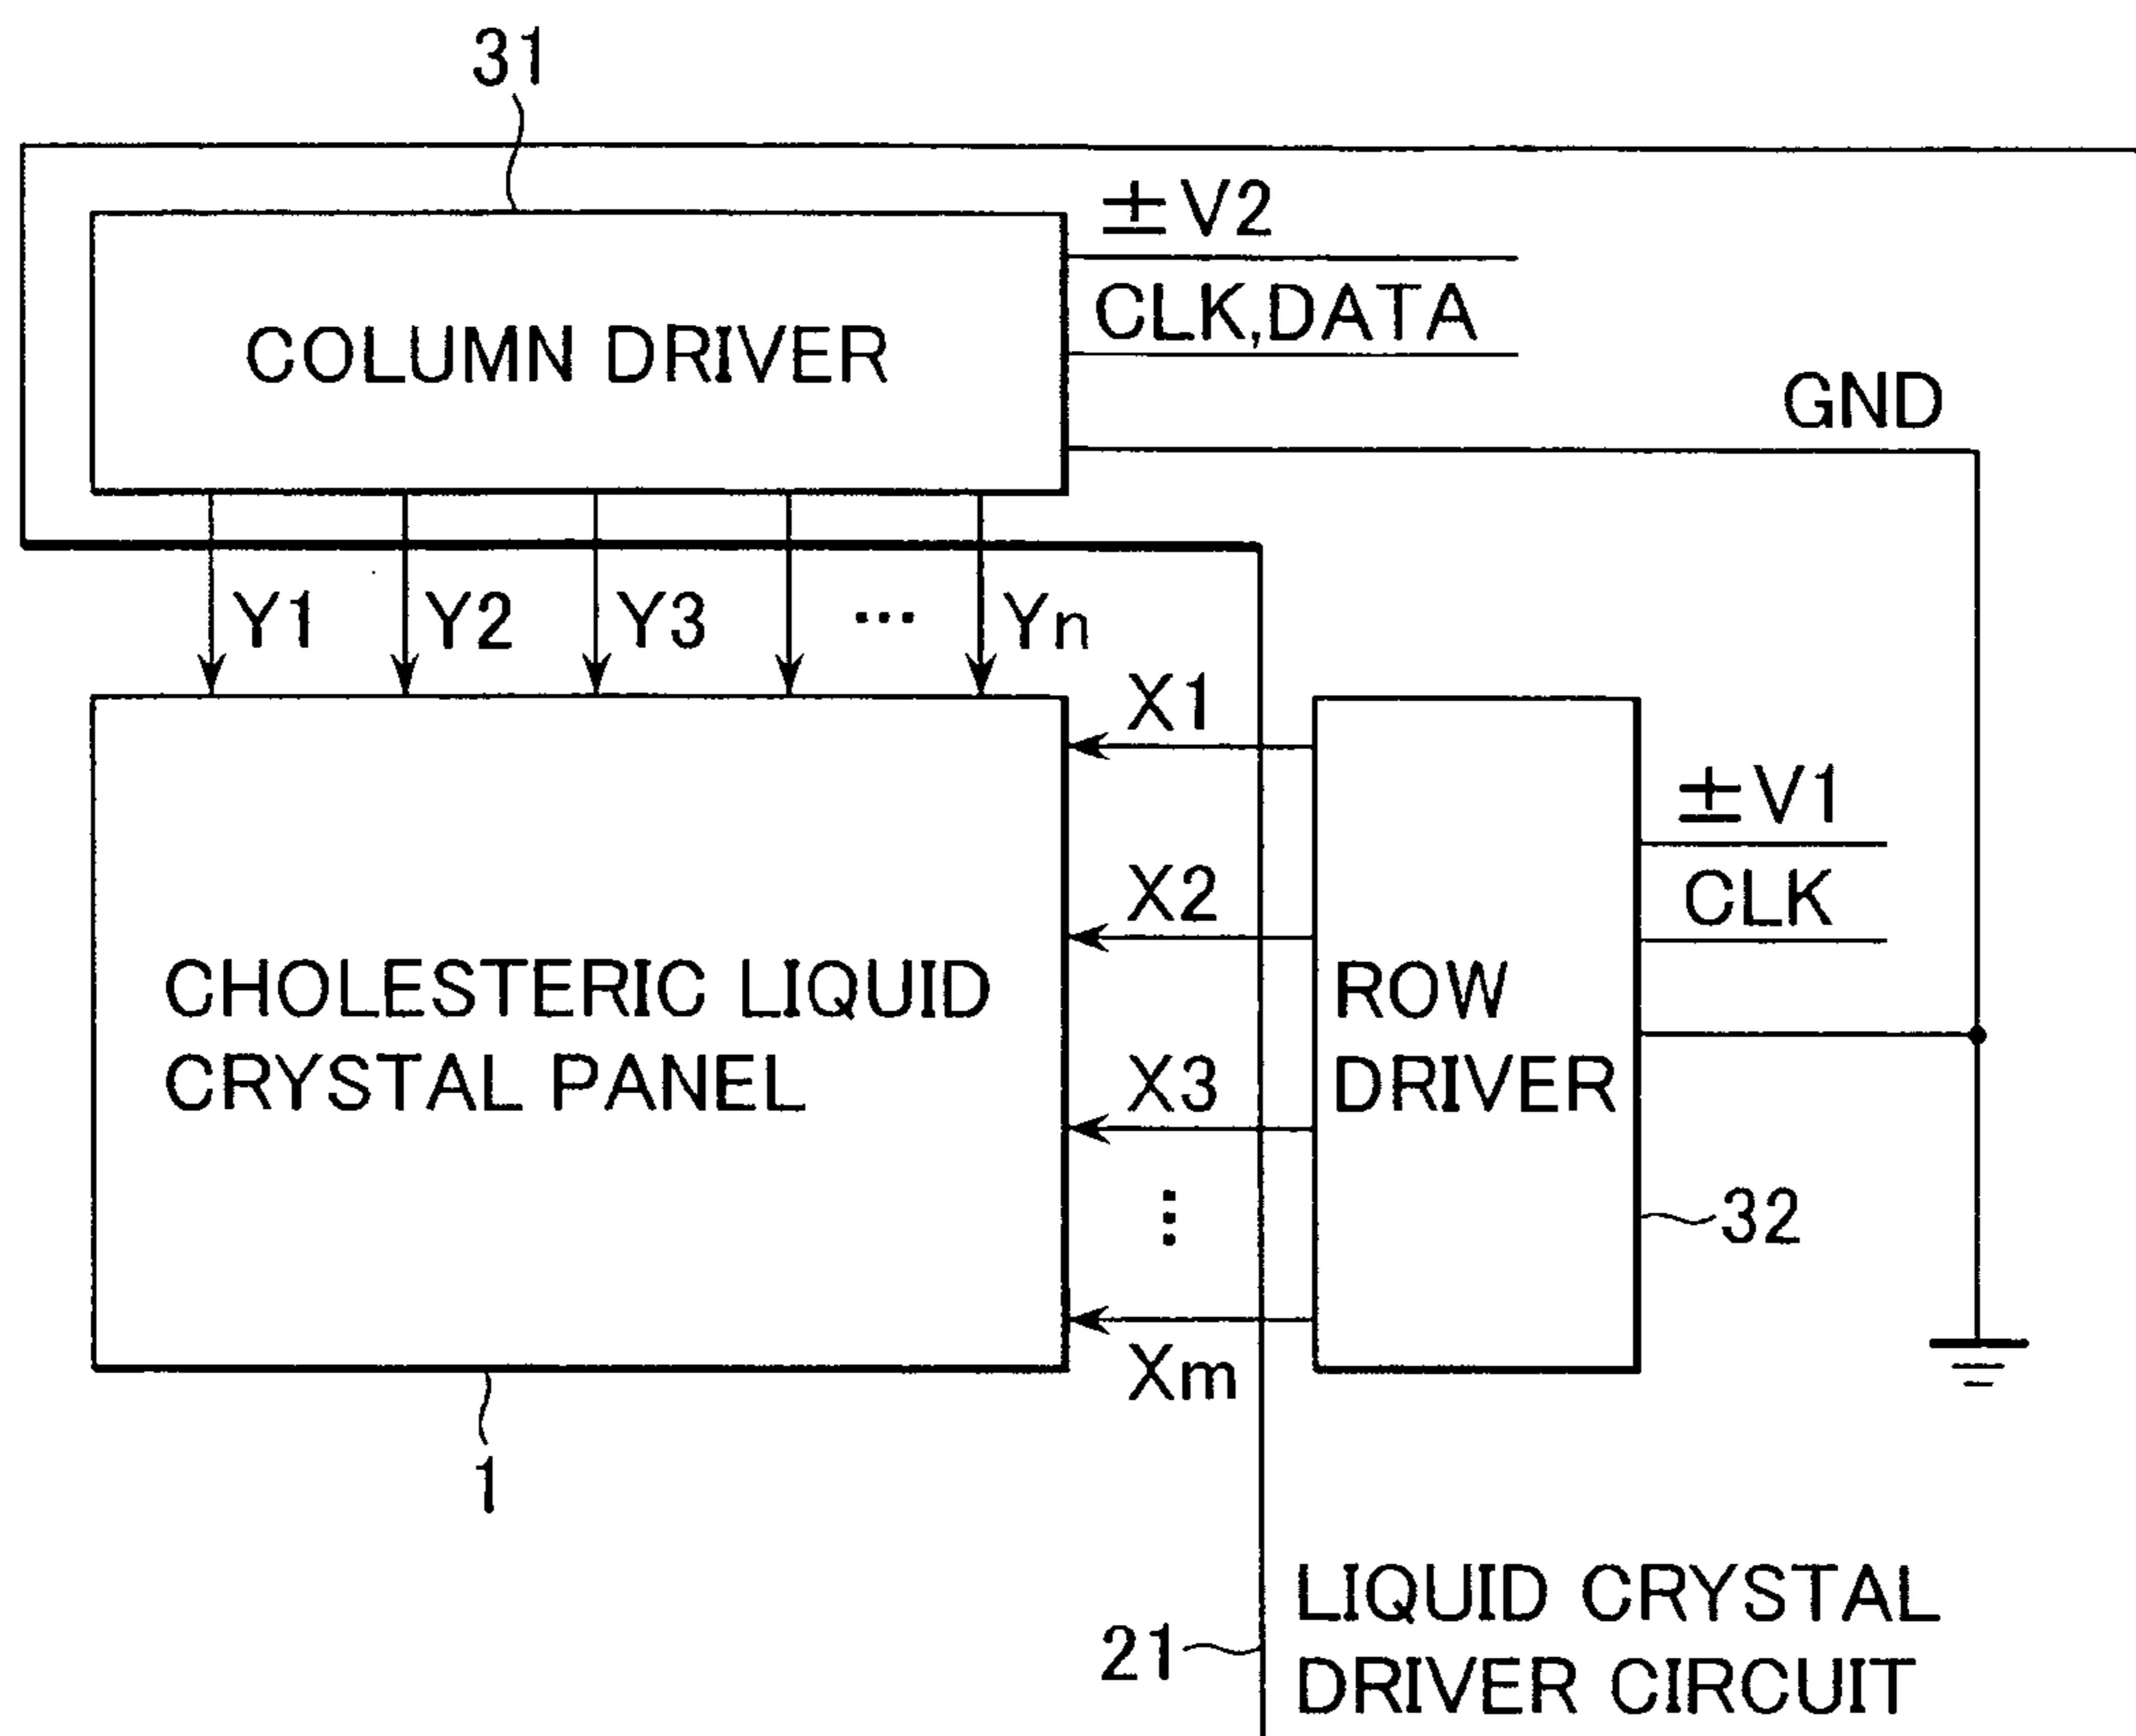 31
±V2
CLK,DATA
COLUMN DRIVER
GND
Y1 Y2 Y3 ... Yn
X1
±V1
X2
CLK
CHOLESTERIC LIQUID
CRYSTAL PANEL
ROW
DRIVER
X3
⋮
32
Xm
1
LIQUID CRYSTAL
DRIVER CIRCUIT
21